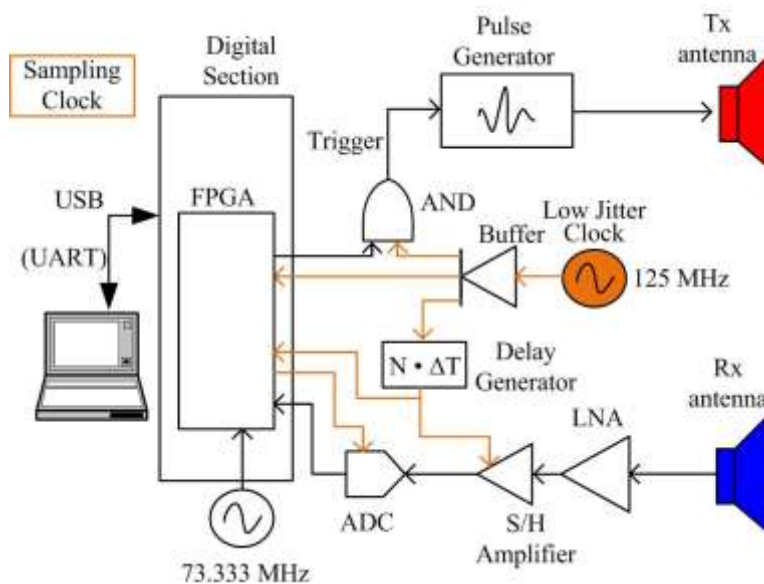 Sampling
Clock
Digital
Section
Pulse
Generator
Tx
antenna
Trigger
USB
(UART)
FPGA
AND
Buffer
Low Jitter
Clock
125 MHz
N • ΔT
Delay
Generator
Rx
antenna
LNA
ADC
S/H
Amplifier
73.333 MHz